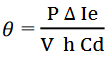 θ = P Δ Ie / V h Cd